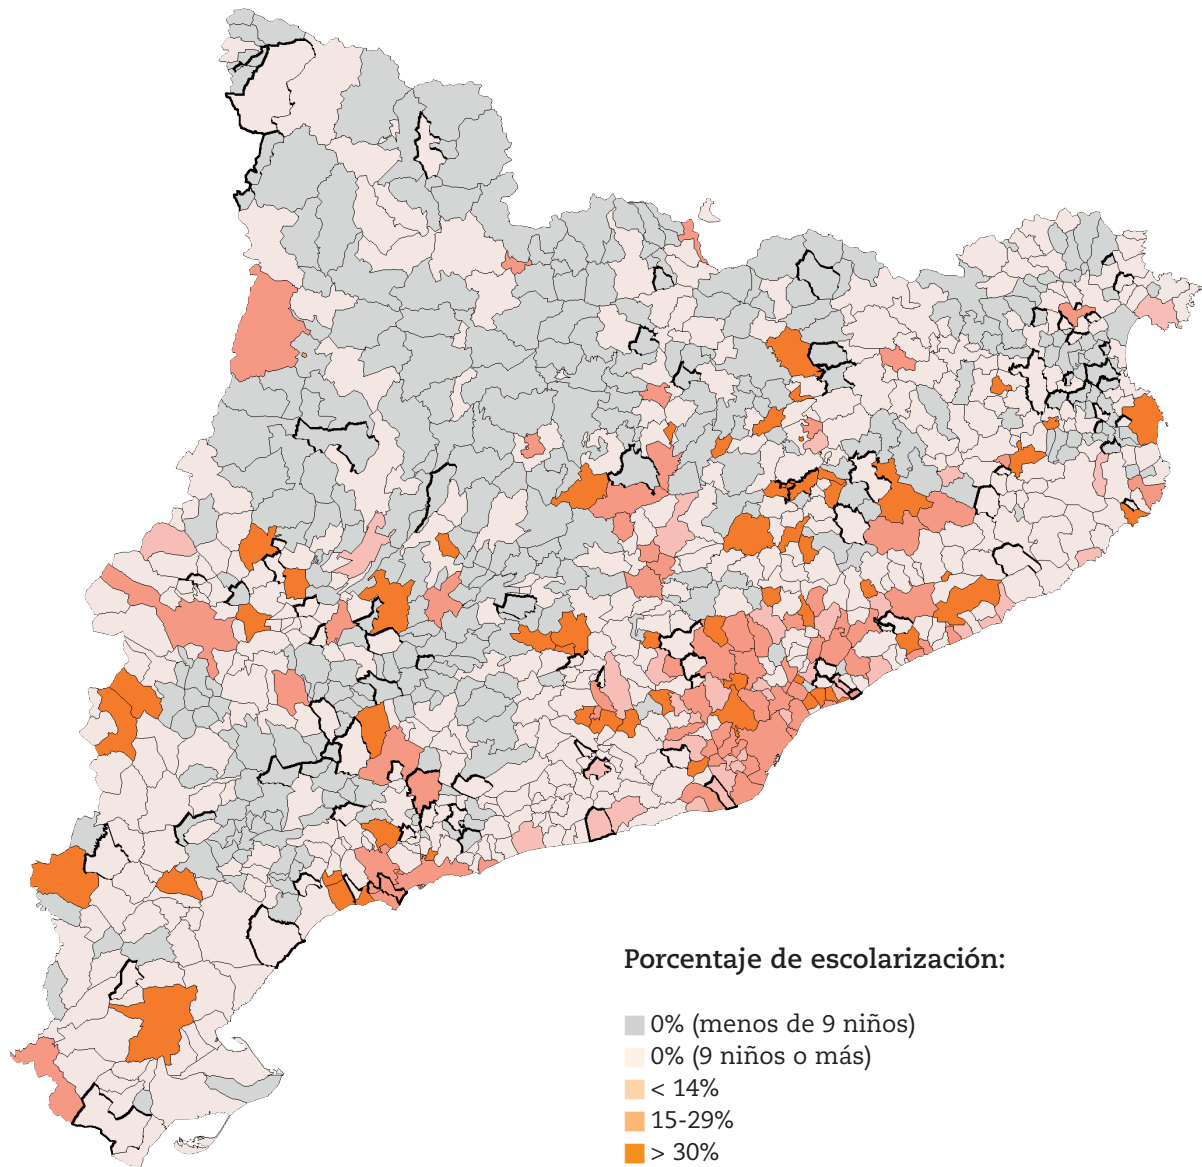 Porcentaje de escolarización:
0% (menos de 9 niños)
0% (9 niños o más)
< 14%
15-29%
> 30%